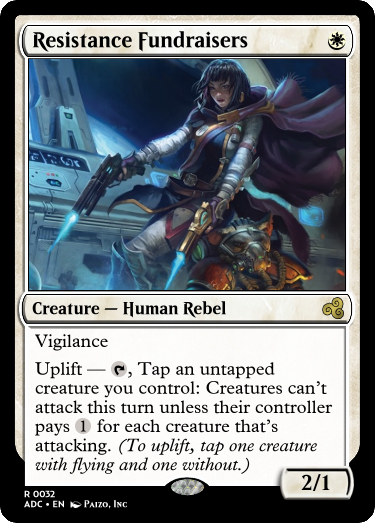 Resistance Fundraisers
Creature — Human Rebel
Vigilance
Uplift — , Tap an untapped
creature you control: Creatures can't
attack this turn unless their controller
pays 1 for each creature that's
attacking. (To uplift, tap one creature
with flying and one without.)
2/1
R 0032
ADC • EN Paizo, Inc